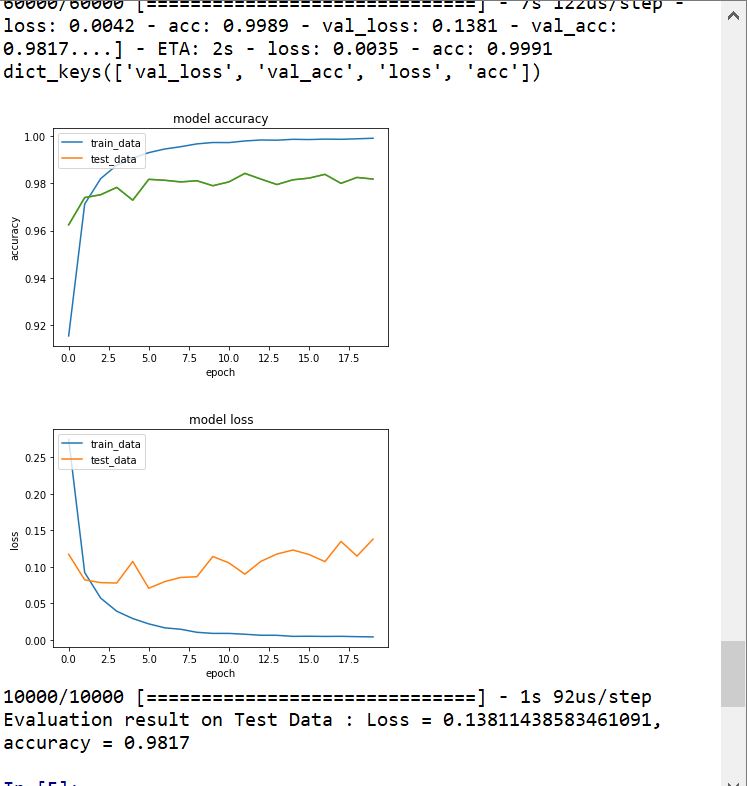 60000/60000 [==============================] - 7s 122us/step -
loss: 0.0042 - acc: 0.9989 - val_loss: 0.1381 - val_acc:
0.9817....] - ETA: 2s - loss: 0.0035 - acc: 0.9991
dict_keys(['val_loss', 'val_acc', 'loss', 'acc'])
model accuracy
train_data
test_data
1.00
0.98
0.96
0.94
0.92
accuracy
0.0 2.5 5.0 7.5 10.0 12.5 15.0 17.5
epoch
model loss
train_data
test_data
0.25
0.20
0.15
0.10
0.05
0.00
loss
0.0 2.5 5.0 7.5 10.0 12.5 15.0 17.5
epoch
10000/10000 [==============================] - 1s 92us/step
Evaluation result on Test Data : Loss = 0.13811438583461091,
accuracy = 0.9817
In [5]: